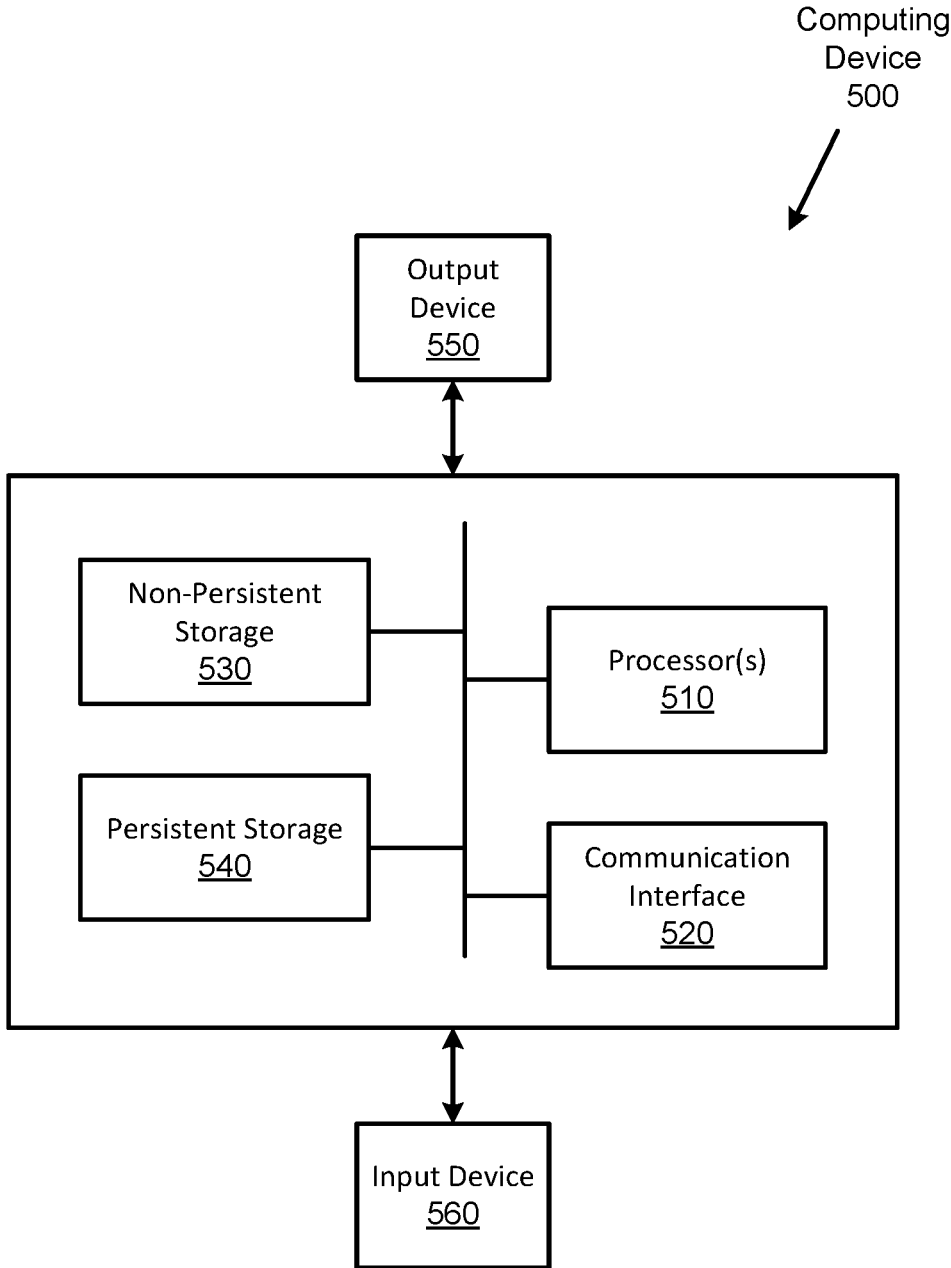 Computing
Device
500
Output
Device
550
Non-Persistent
Storage
530
Processor(s)
510
Persistent Storage
540
Communication
Interface
520
Input Device
560